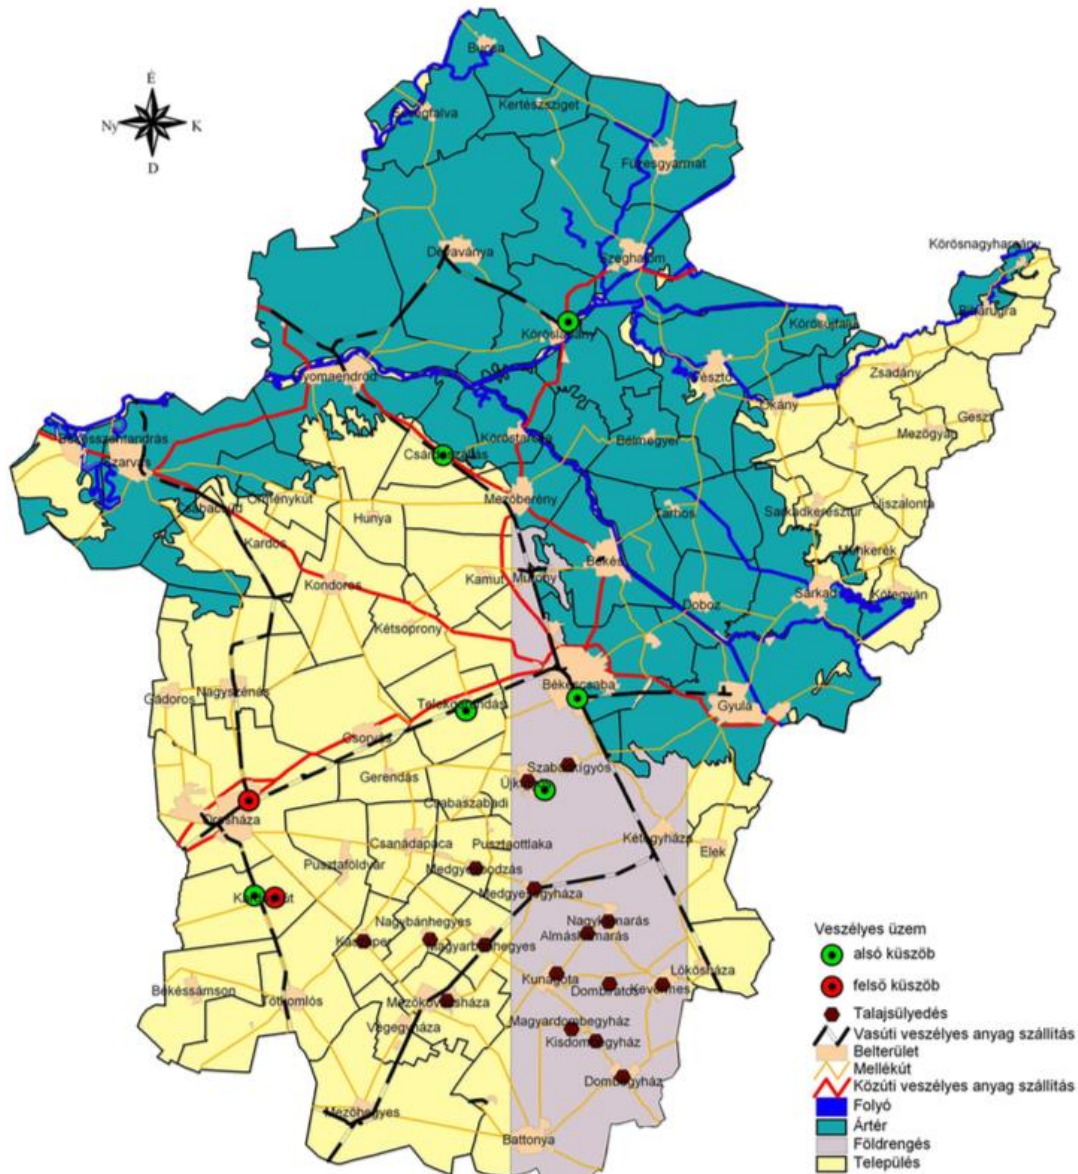 É
Ny
K
D
Bucsa
Kertészsziget
Füzesgyarmat
Dévaványa
Szeghalom
Körösnagyharsány
Biharugra
Körösújfalu
Körösladány
Gyomaendrőd
Vésztő
Zsadány
Okány
Geszt
Mezőgyán
Békésszentandrás
Szarvas
Csárdaszállás
Köröstarcsa
Bélmegyer
Csabacsűd
Örménykút
Hunya
Mezőberény
Tarhos
Sarkadkeresztúr
Újszalonta
Kardos
Kondoros
Kamut
Murony
Békés
Méhkerék
Doboz
Sarkad
Kötegyán
Kétsoprony
Gádoros
Nagyszénás
Telekgerendás
Békéscsaba
Gyula
Csorvás
Gerendás
Szabadkígyós
Csabaszabadi
Orosháza
Csanádapáca
Pusztaottlaka
Kétegyháza
Elek
Pusztaföldvár
Medgyesbodzás
Medgyesegyháza
Nagybánhegyes
Nagykamarás
Almáskamarás
Kaszaper
Magyarbánhegyes
Kunágota
Dombiratos
Kevermes
Lőkösháza
Békéssámson
Tótkomlós
Mezőkovácsháza
Végegyháza
Magyardombegyház
Kisdombegyház
Dombegyház
Mezőhegyes
Battonya
Veszélyes üzem
alsó küszöb
felső küszöb
Talajsülyedés
Vasúti veszélyes anyag szállítás
Belterület
Mellékút
Közúti veszélyes anyag szállítás
Folyó
Ártér
Földrengés
Település